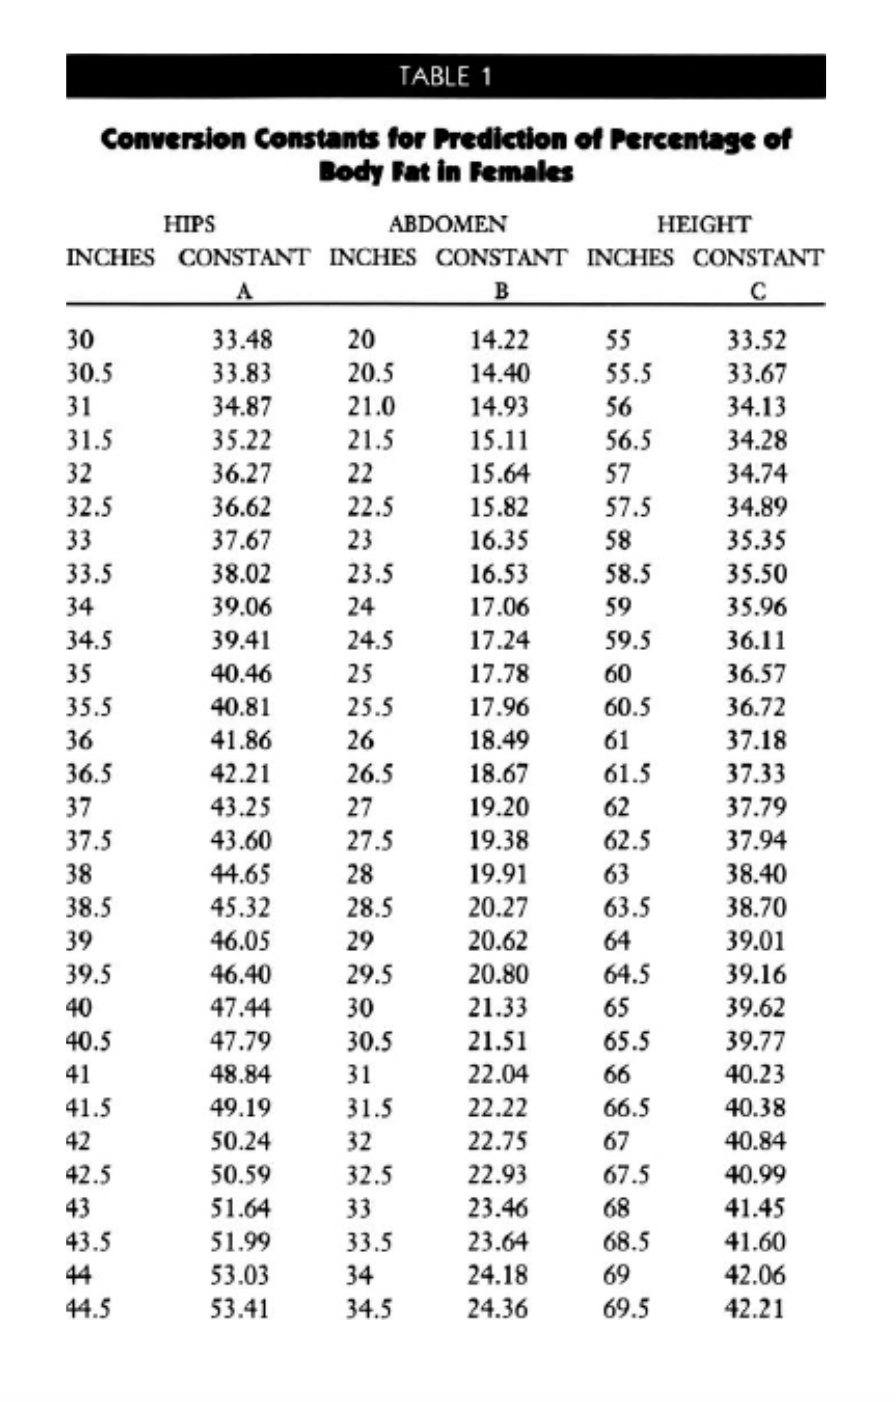 TABLE 1
Conversion Constants for Prediction of Percentage of
Body Fat in Females
HIPS ABDOMEN HEIGHT
INCHES CONSTANT INCHES CONSTANT INCHES CONSTANT
A B C
30 33.48 20 14.22 55 33.52
30.5 33.83 20.5 14.40 55.5 33.67
31 34.87 21.0 14.93 56 34.13
31.5 35.22 21.5 15.11 56.5 34.28
32 36.27 22 15.64 57 34.74
32.5 36.62 22.5 15.82 57.5 34.89
33 37.67 23 16.35 58 35.35
33.5 38.02 23.5 16.53 58.5 35.50
34 39.06 24 17.06 59 35.96
34.5 39.41 24.5 17.24 59.5 36.11
35 40.46 25 17.78 60 36.57
35.5 40.81 25.5 17.96 60.5 36.72
36 41.86 26 18.49 61 37.18
36.5 42.21 26.5 18.67 61.5 37.33
37 43.25 27 19.20 62 37.79
37.5 43.60 27.5 19.38 62.5 37.94
38 44.65 28 19.91 63 38.40
38.5 45.32 28.5 20.27 63.5 38.70
39 46.05 29 20.62 64 39.01
39.5 46.40 29.5 20.80 64.5 39.16
40 47.44 30 21.33 65 39.62
40.5 47.79 30.5 21.51 65.5 39.77
41 48.84 31 22.04 66 40.23
41.5 49.19 31.5 22.22 66.5 40.38
42 50.24 32 22.75 67 40.84
42.5 50.59 32.5 22.93 67.5 40.99
43 51.64 33 23.46 68 41.45
43.5 51.99 33.5 23.64 68.5 41.60
44 53.03 34 24.18 69 42.06
44.5 53.41 34.5 24.36 69.5 42.21